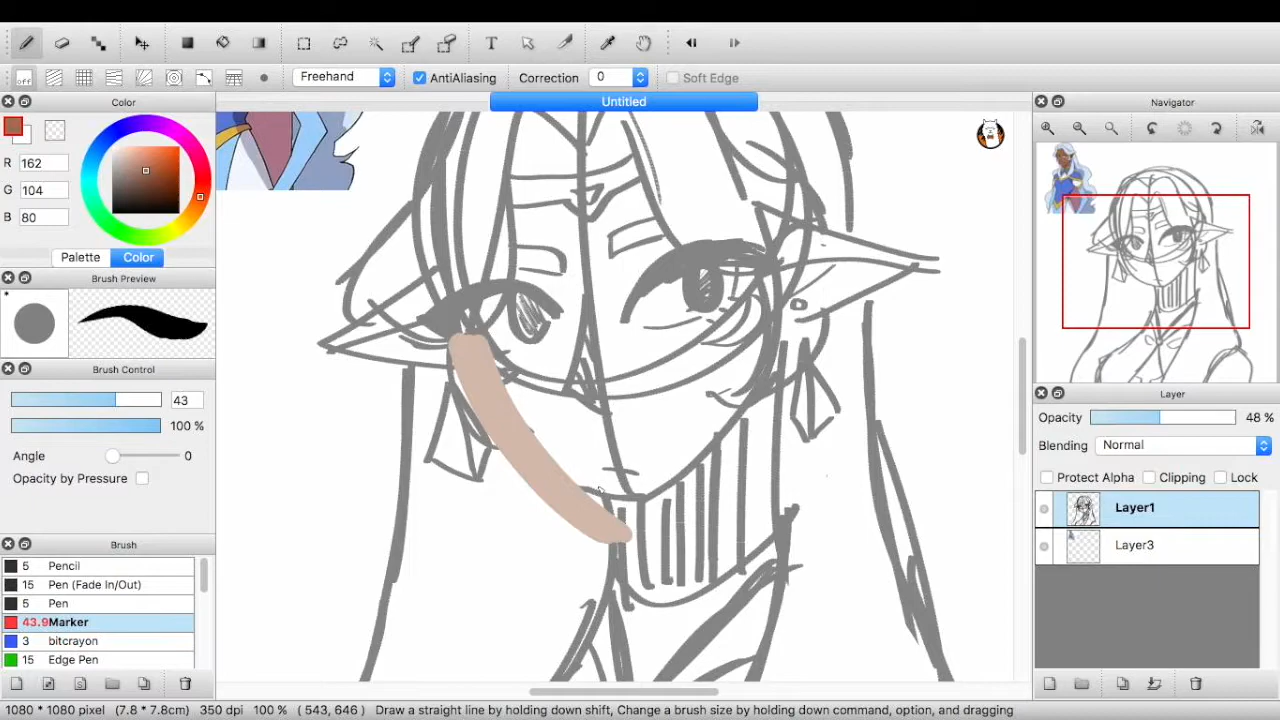 Freehand
AntiAliasing
Correction
0
Soft Edge
Color
Untitled
Navigator
R
162
G
104
B
80
Palette
Color
Brush Preview
Brush Control
43
100 %
Angle
0
Opacity by Pressure
Brush
5 Pencil
15 Pen (Fade In/Out)
5 Pen
43.9 Marker
3 bitcrayon
15 Edge Pen
Layer
Opacity
48 %
Blending
Normal
Protect Alpha
Clipping
Lock
Layer1
Layer3
1080 * 1080 pixel (7.8 * 7.8cm) 350 dpi 100 % ( 543, 646 ) Draw a straight line by holding down shift, Change a brush size by holding down command, option, and dragging